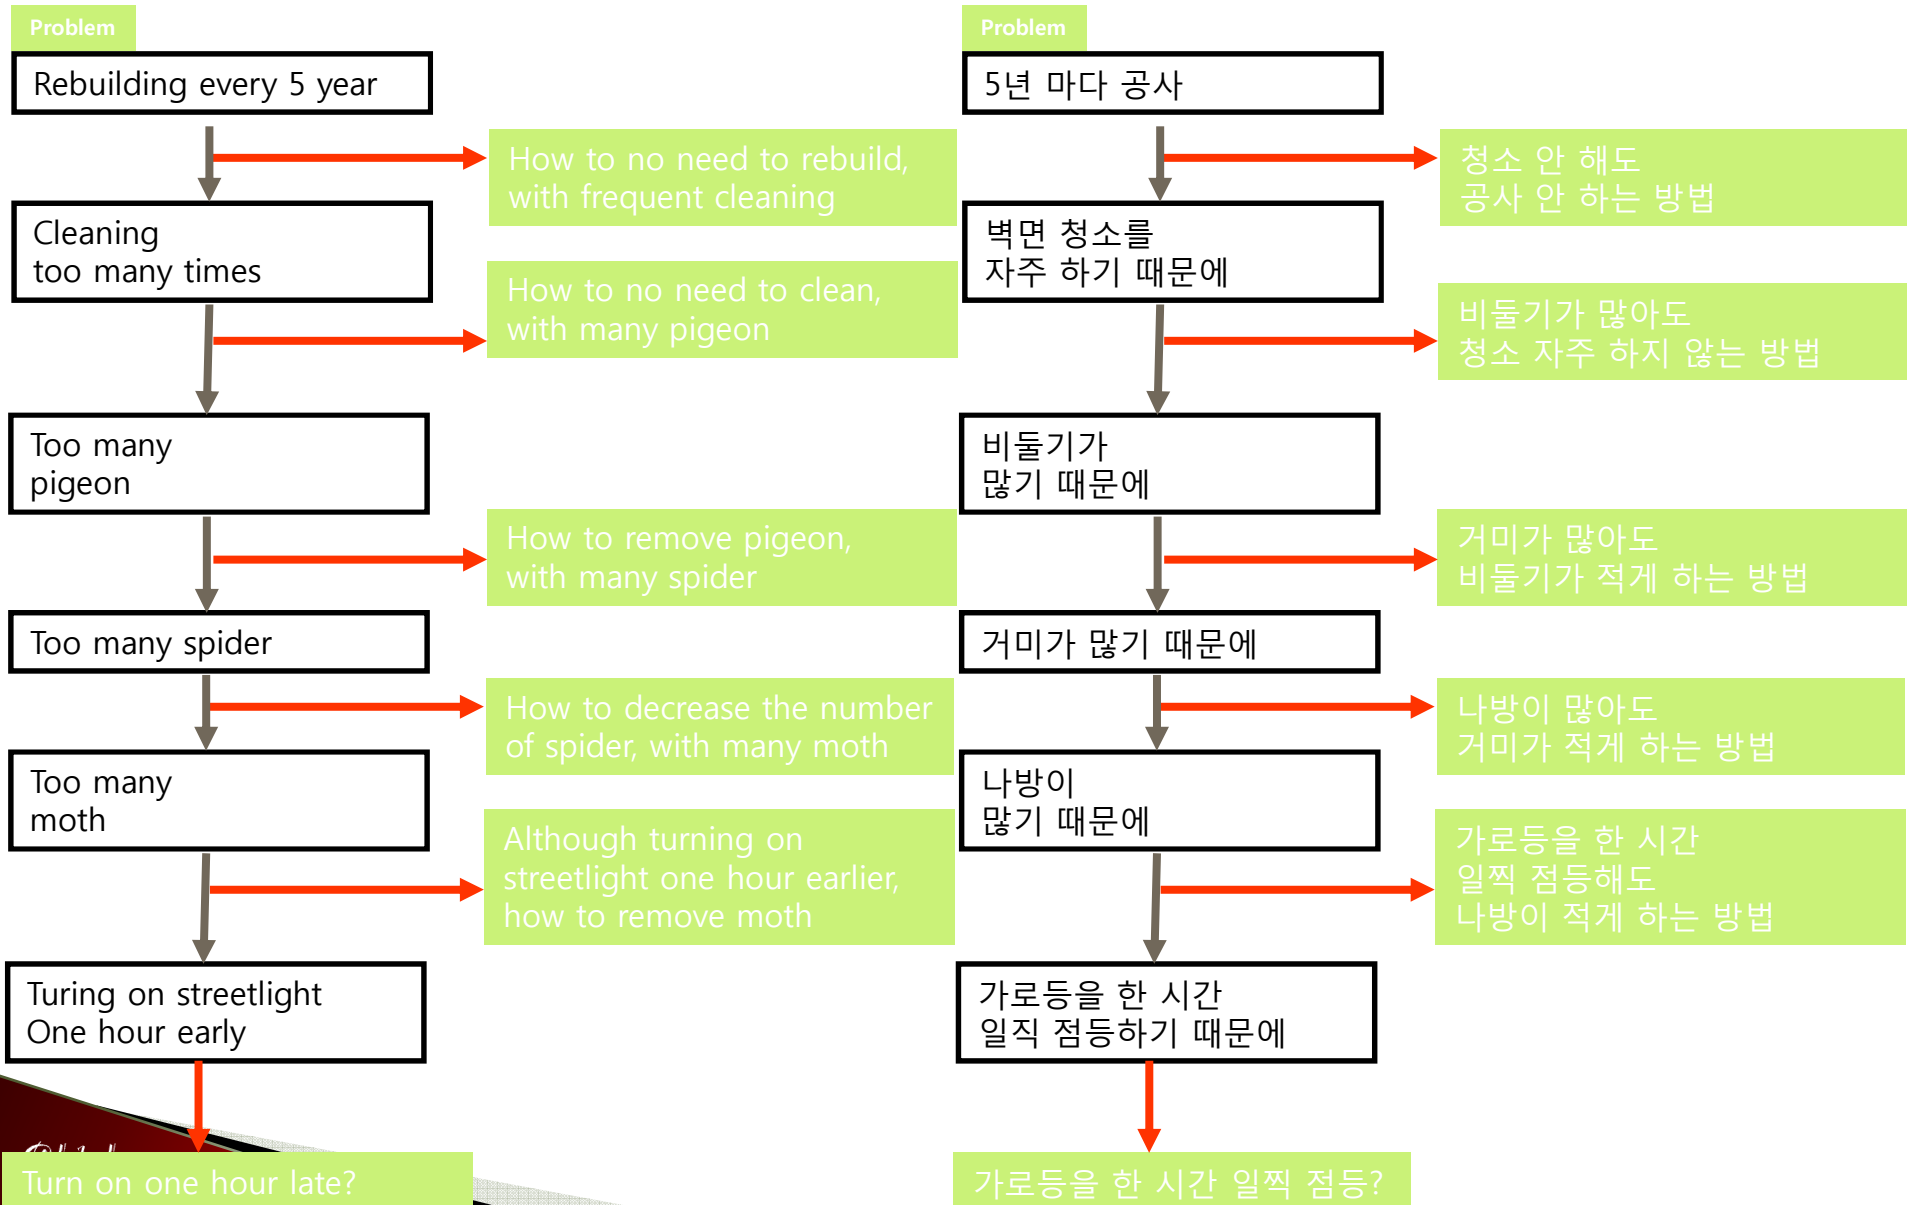 Problem
Rebuilding every 5 year
How to no need to rebuild,
with frequent cleaning
Cleaning
too many times
How to no need to clean,
with many pigeon
Too many
pigeon
How to remove pigeon,
with many spider
Too many spider
How to decrease the number
of spider, with many moth
Too many
moth
Although turning on
streetlight one hour earlier,
how to remove moth
Turing on streetlight
One hour early
Turn on one hour late?
Problem
5년 마다 공사
청소 안 해도
공사 안 하는 방법
벽면 청소를
자주 하기 때문에
비둘기가 많아도
청소 자주 하지 않는 방법
비둘기가
많기 때문에
거미가 많아도
비둘기가 적게 하는 방법
거미가 많기 때문에
나방이 많아도
거미가 적게 하는 방법
나방이
많기 때문에
가로등을 한 시간
일찍 점등해도
나방이 적게 하는 방법
가로등을 한 시간
일직 점등하기 때문에
가로등을 한 시간 일찍 점등?